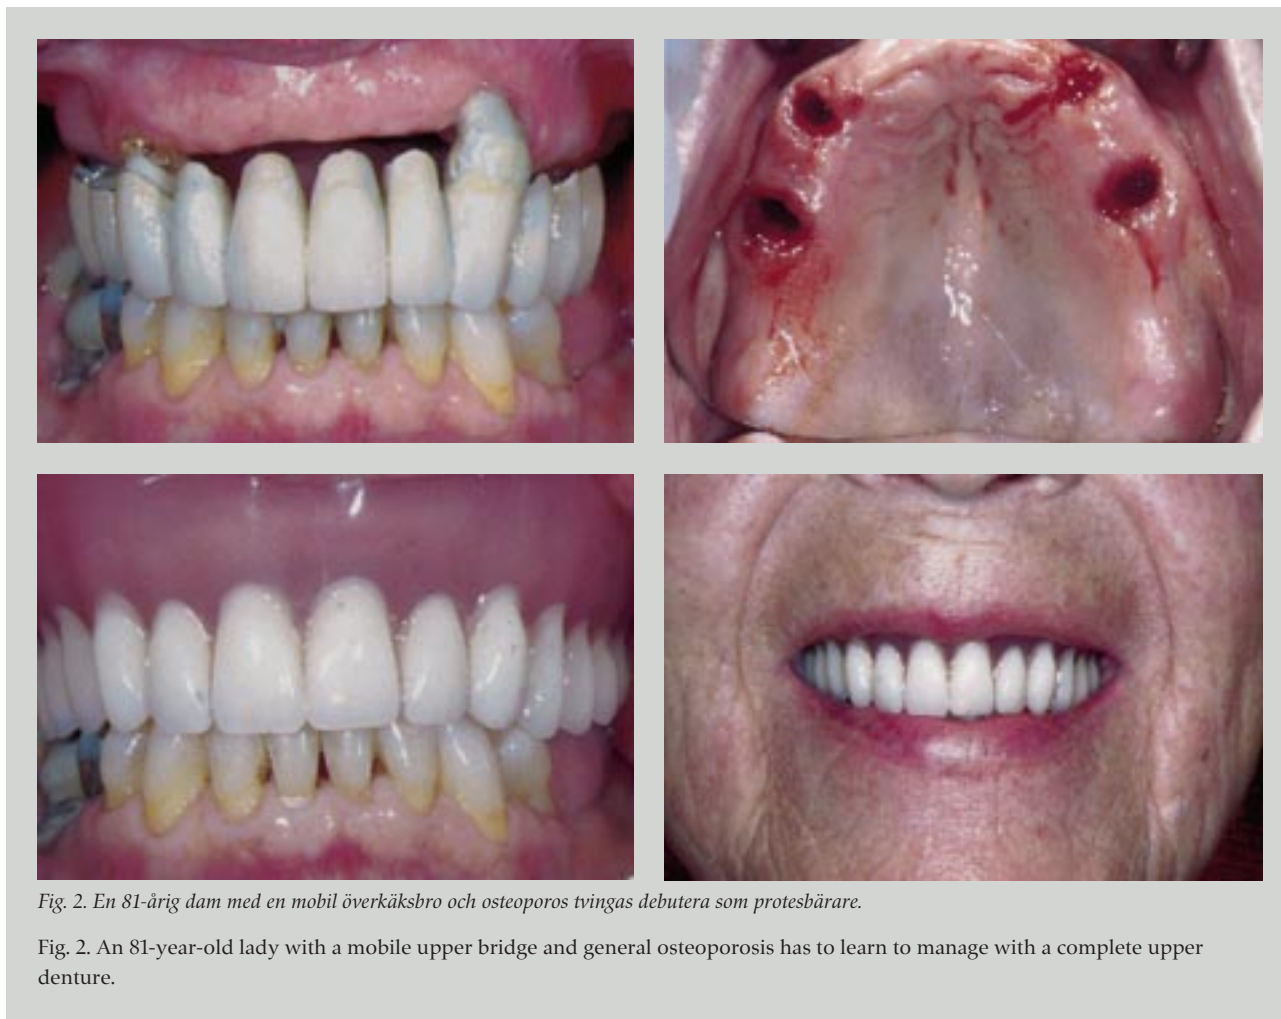 Fig. 2. En 81-årig dam med en mobil överkäksbro och osteoporos tvingas debutera som protesbärare.
Fig. 2. An 81-year-old lady with a mobile upper bridge and general osteoporosis has to learn to manage with a complete upper
denture.